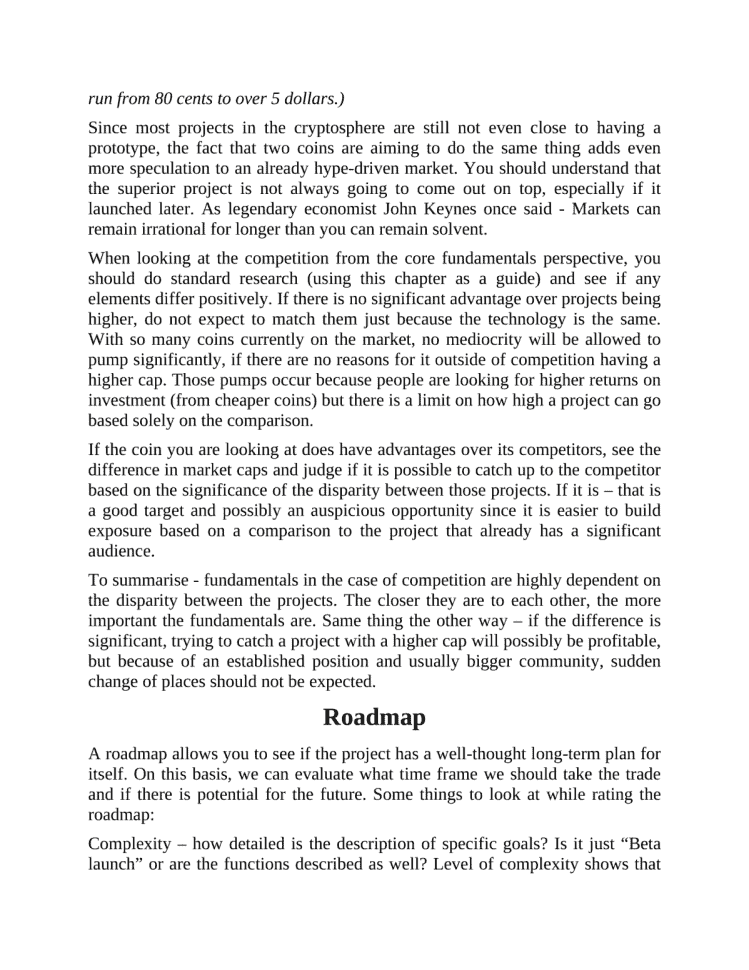 run from 80 cents to over 5 dollars.)
Since most projects in the cryptosphere are still not even close to having a
prototype, the fact that two coins are aiming to do the same thing adds even
more speculation to an already hype-driven market. You should understand that
the superior project is not always going to come out on top, especially if it
launched later. As legendary economist John Keynes once said - Markets can
remain irrational for longer than you can remain solvent.
When looking at the competition from the core fundamentals perspective, you
should do standard research (using this chapter as a guide) and see if any
elements differ positively. If there is no significant advantage over projects being
higher, do not expect to match them just because the technology is the same.
With so many coins currently on the market, no mediocrity will be allowed to
pump significantly, if there are no reasons for it outside of competition having a
higher cap. Those pumps occur because people are looking for higher returns on
investment (from cheaper coins) but there is a limit on how high a project can go
based solely on the comparison.
If the coin you are looking at does have advantages over its competitors, see the
difference in market caps and judge if it is possible to catch up to the competitor
based on the significance of the disparity between those projects. If it is – that is
a good target and possibly an auspicious opportunity since it is easier to build
exposure based on a comparison to the project that already has a significant
audience.
To summarise - fundamentals in the case of competition are highly dependent on
the disparity between the projects. The closer they are to each other, the more
important the fundamentals are. Same thing the other way – if the difference is
significant, trying to catch a project with a higher cap will possibly be profitable,
but because of an established position and usually bigger community, sudden
change of places should not be expected.
Roadmap
A roadmap allows you to see if the project has a well-thought long-term plan for
itself. On this basis, we can evaluate what time frame we should take the trade
and if there is potential for the future. Some things to look at while rating the
roadmap:
Complexity – how detailed is the description of specific goals? Is it just “Beta
launch” or are the functions described as well? Level of complexity shows that